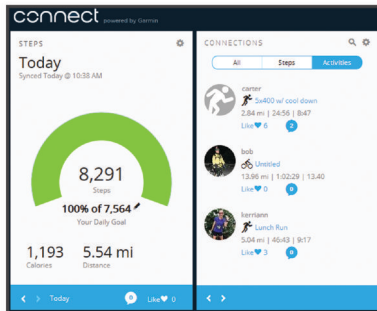 connect powered by Garmin
STEPS
Today
Synced Today @ 10:38 AM
8,291
Steps
100% of 7,564
Your Daily Goal
1,193
Calories
5.54 mi
Distance
Today
0
Like 0
CONNECTIONS
All
Steps
Activities
carter
5x400 w/ cool down
2.84 mi | 24:56 | 8:47
Like 6
2
bob
Untitled
13.96 mi | 1:02:29 | 13.40
Like 0
0
kerriann
Lunch Run
5.04 mi | 46:43 | 9:17
Like 3
0